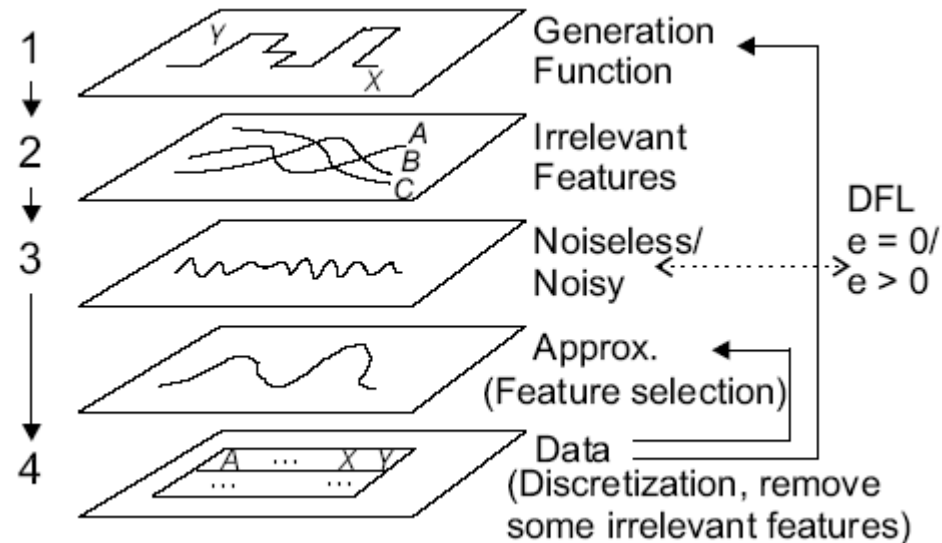 1
Y
X
Generation
Function
2
A
B
C
Irrelevant
Features
3
Noiseless/
Noisy
DFL
e = 0/
e > 0
Approx.
(Feature selection)
4
A ... X Y
... ...
Data
(Discretization, remove
some irrelevant features)